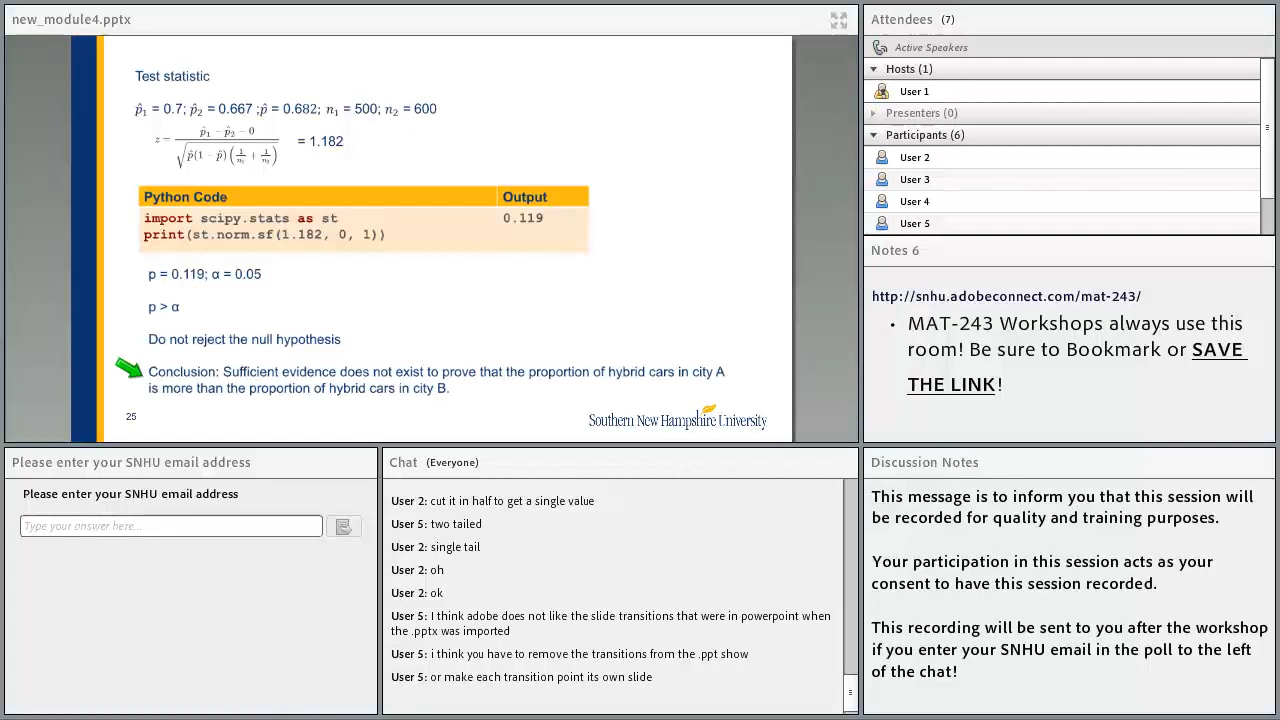 new_module4.pptx
Test statistic
p̂₁ = 0.7; p̂₂ = 0.667 ;p̂ = 0.682; n₁ = 500; n₂ = 600
z = (p̂₁ − p̂₂ − 0) / √(p̂(1 − p̂)(1/n₁ + 1/n₂)) = 1.182
Python Code Output
import scipy.stats as st 0.119
print(st.norm.sf(1.182, 0, 1))
p = 0.119; α = 0.05
p > α
Do not reject the null hypothesis
Conclusion: Sufficient evidence does not exist to prove that the proportion of hybrid cars in city A
is more than the proportion of hybrid cars in city B.
25
Southern New Hampshire University
Attendees (7)
Active Speakers
Hosts (1)
User 1
Presenters (0)
Participants (6)
User 2
User 3
User 4
User 5
Notes 6
http://snhu.adobeconnect.com/mat-243/
• MAT-243 Workshops always use this
room! Be sure to Bookmark or SAVE
THE LINK!
Please enter your SNHU email address
Please enter your SNHU email address
Type your answer here...
Chat (Everyone)
User 2: cut it in half to get a single value
User 5: two tailed
User 2: single tail
User 2: oh
User 2: ok
User 5: I think adobe does not like the slide transitions that were in powerpoint when
the .pptx was imported
User 5: i think you have to remove the transitions from the .ppt show
User 5: or make each transition point its own slide
Discussion Notes
This message is to inform you that this session will
be recorded for quality and training purposes.
Your participation in this session acts as your
consent to have this session recorded.
This recording will be sent to you after the workshop
if you enter your SNHU email in the poll to the left
of the chat!